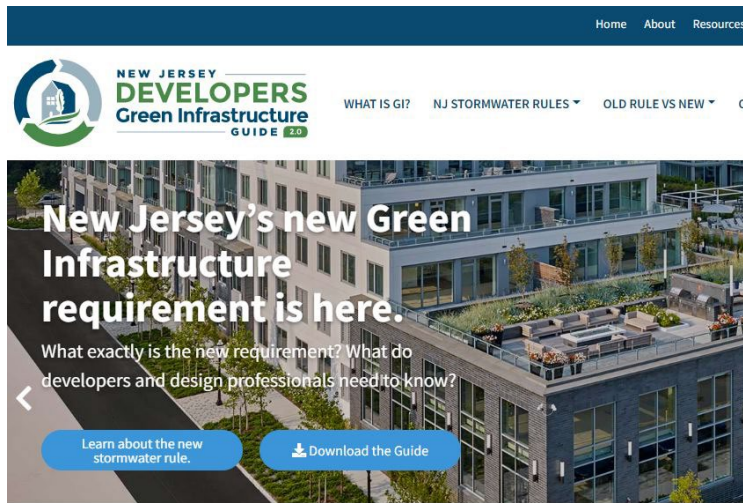 Home About Resources
NEW JERSEY
DEVELOPERS
Green Infrastructure
GUIDE 2.0
WHAT IS GI? NJ STORMWATER RULES OLD RULE VS NEW
New Jersey's new Green
Infrastructure
requirement is here.
What exactly is the new requirement? What do
developers and design professionals need to know?
Learn about the new
stormwater rule.
Download the Guide